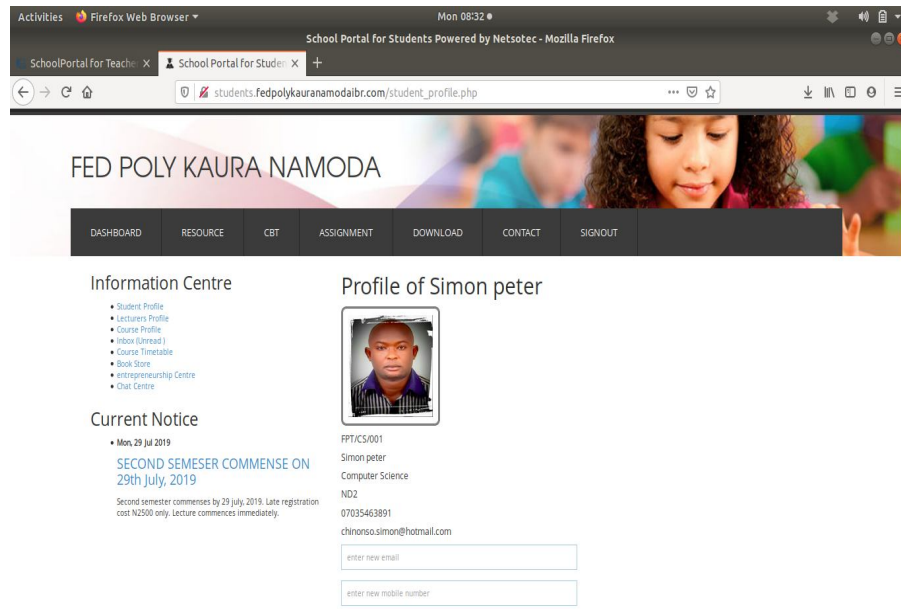 Activities
Firefox Web Browser
Mon 08:32
School Portal for Students Powered by Netsotec - Mozilla Firefox
SchoolPortal for Teache
School Portal for Studen
students.fedpolykauranamodaibr.com/student_profile.php
FED POLY KAURA NAMODA
DASHBOARD
RESOURCE
CBT
ASSIGNMENT
DOWNLOAD
CONTACT
SIGNOUT
Information Centre
Student Profile
Lecturers Profile
Course Profile
Inbox (Unread )
Course Timetable
Book Store
entrepreneurship Centre
Chat Centre
Current Notice
Mon, 29 Jul 2019
SECOND SEMESER COMMENSE ON
29th July, 2019
Second semester commenses by 29 july, 2019. Late registration
cost N2500 only. Lecture commences immediately.
Profile of Simon peter
FPT/CS/001
Simon peter
Computer Science
ND2
07035463891
chinonso.simon@hotmail.com
enter new email
enter new mobile number